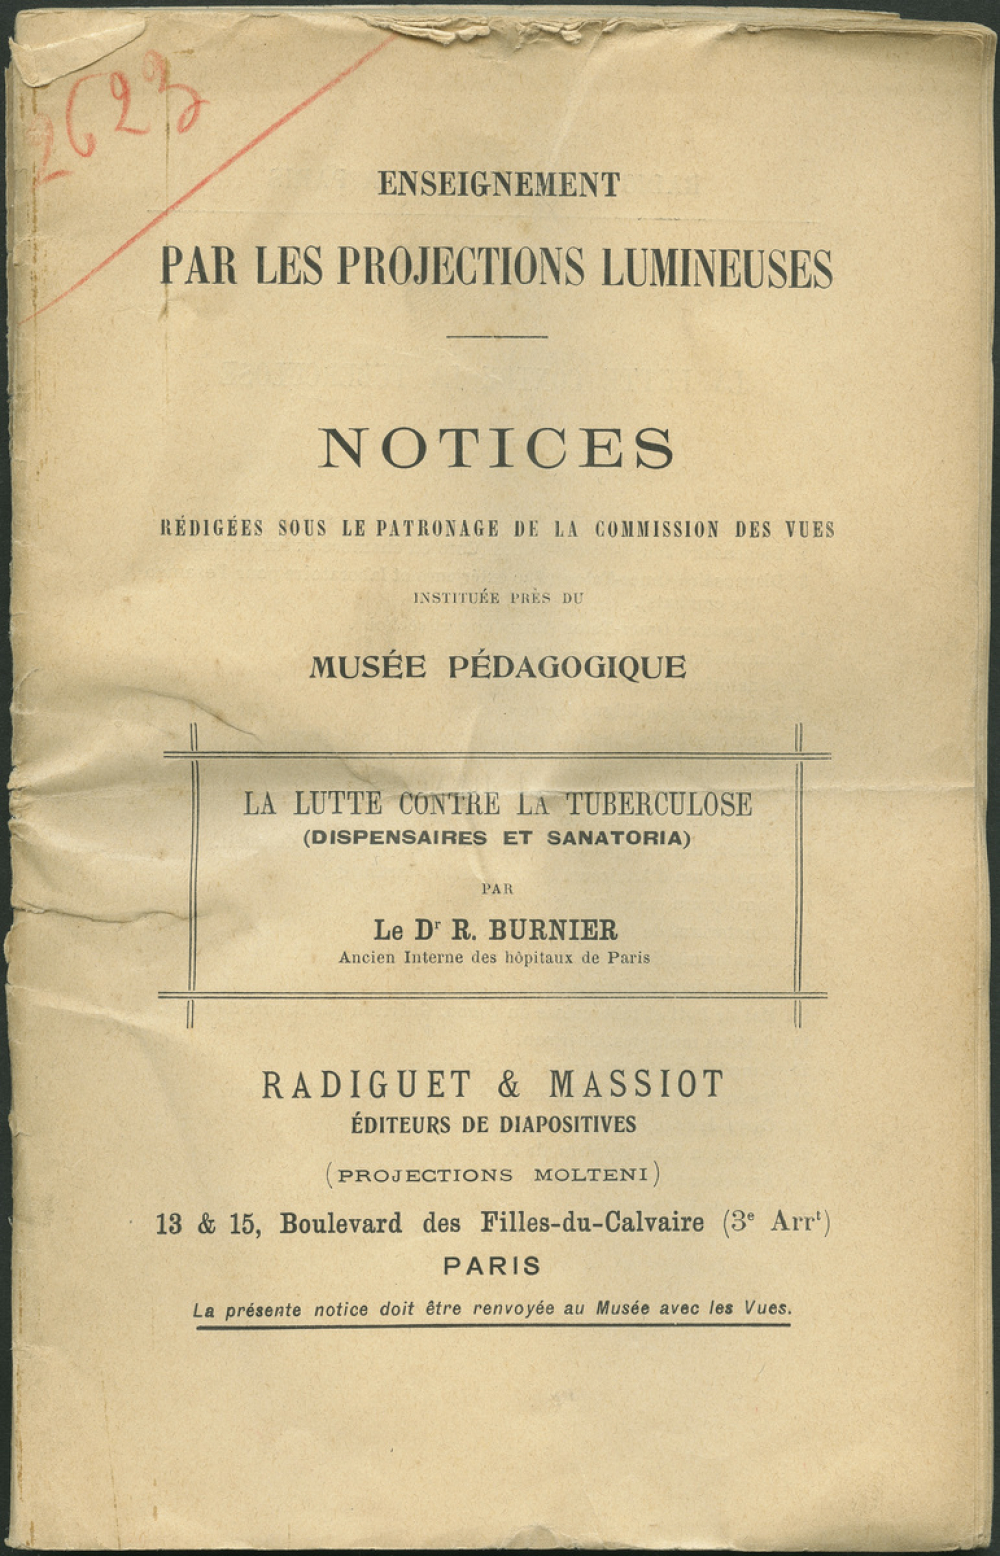 2623
ENSEIGNEMENT
PAR LES PROJECTIONS LUMINEUSES
NOTICES
RÉDIGÉES SOUS LE PATRONAGE DE LA COMMISSION DES VUES
INSTITUÉE PRÈS DU
MUSÉE PÉDAGOGIQUE
LA LUTTE CONTRE LA TUBERCULOSE
(DISPENSAIRES ET SANATORIA)
PAR
Le Dr R. BURNIER
Ancien Interne des hôpitaux de Paris
RADIGUET & MASSIOT
ÉDITEURS DE DIAPOSITIVES
(PROJECTIONS MOLTENI)
13 & 15, Boulevard des Filles-du-Calvaire (3e Arrt)
PARIS
La présente notice doit être renvoyée au Musée avec les Vues.